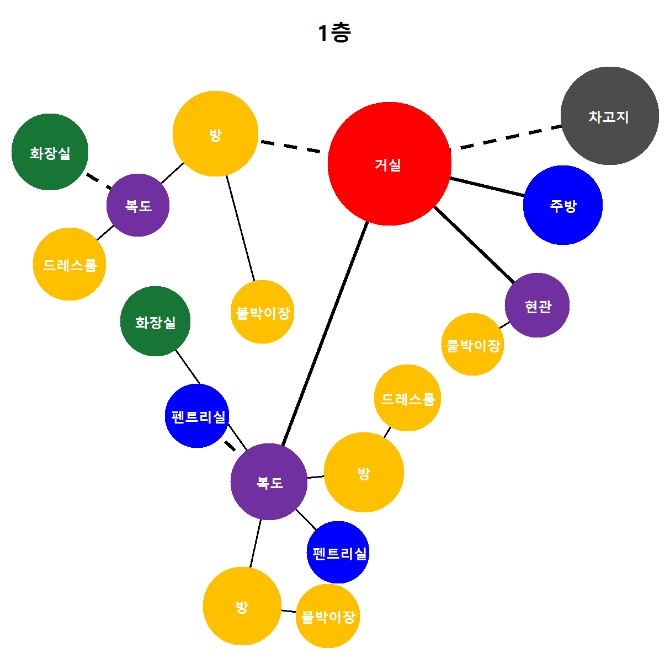 1층
차고지
방
화장실
거실
복도
주방
드레스룸
현관
붙박이장
화장실
붙박이장
드레스룸
펜트리실
방
복도
펜트리실
방
붙박이장